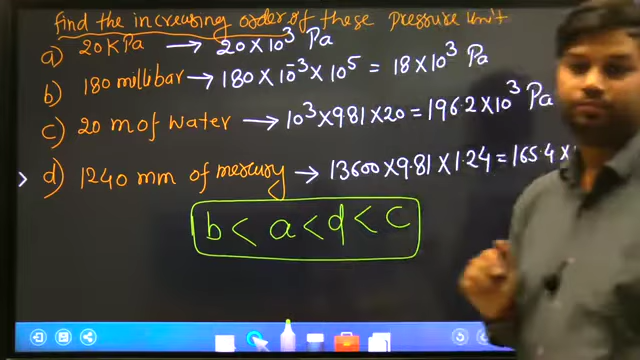 find the increasing order of these pressure unit
a) 20 kPa → 20 × 10³ Pa
b) 180 millibar → 180 × 10⁻³ × 10⁵ = 18 × 10³ Pa
c) 20 m of water → 10³ × 9.81 × 20 = 196.2 × 10³ Pa
d) 1240 mm of mercury → 13600 × 9.81 × 1.24 = 165.4 ×
b < a < d < c